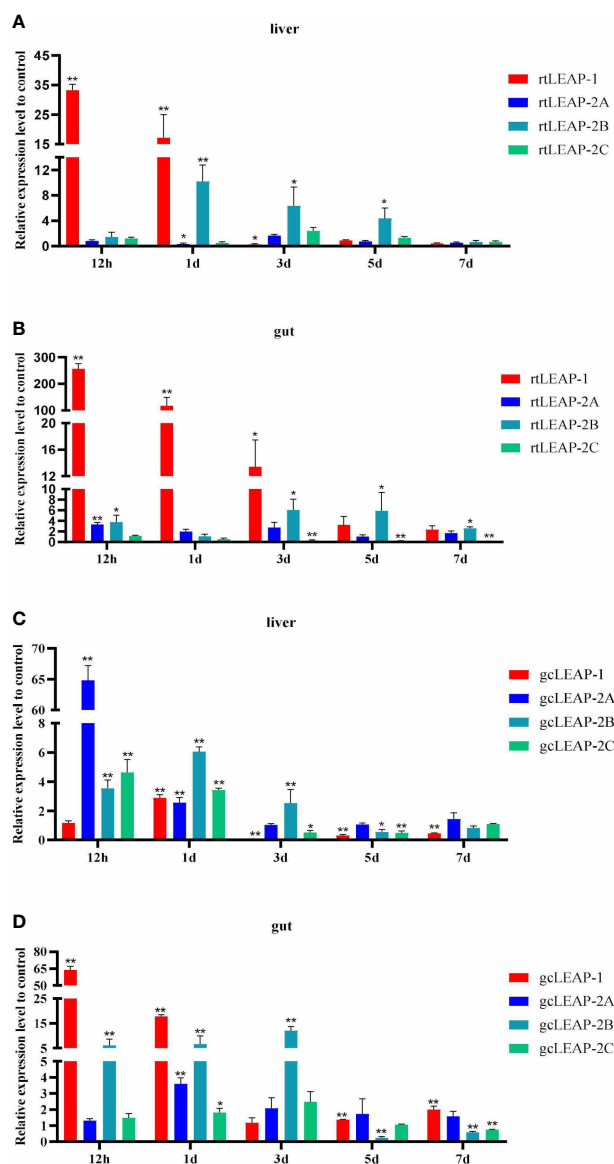 A
liver
Relative expression level to control
45
35
25
15
12
8
4
0
** ** * ** * * *
12h 1d 3d 5d 7d
rtLEAP-1
rtLEAP-2A
rtLEAP-2B
rtLEAP-2C
B
gut
Relative expression level to control
300
200
100
20
16
12
8
6
4
2
0
** ** * ** * * ** * ** * **
12h 1d 3d 5d 7d
rtLEAP-1
rtLEAP-2A
rtLEAP-2B
rtLEAP-2C
C
liver
Relative expression level to control
70
65
60
8
6
4
2
0
** ** ** ** ** ** ** ** ** * ** * ** **
12h 1d 3d 5d 7d
gcLEAP-1
gcLEAP-2A
gcLEAP-2B
gcLEAP-2C
D
gut
Relative expression level to control
80
65
50
25
15
5
5
4
3
2
1
0
** ** ** ** ** * ** ** ** ** ** **
12h 1d 3d 5d 7d
gcLEAP-1
gcLEAP-2A
gcLEAP-2B
gcLEAP-2C